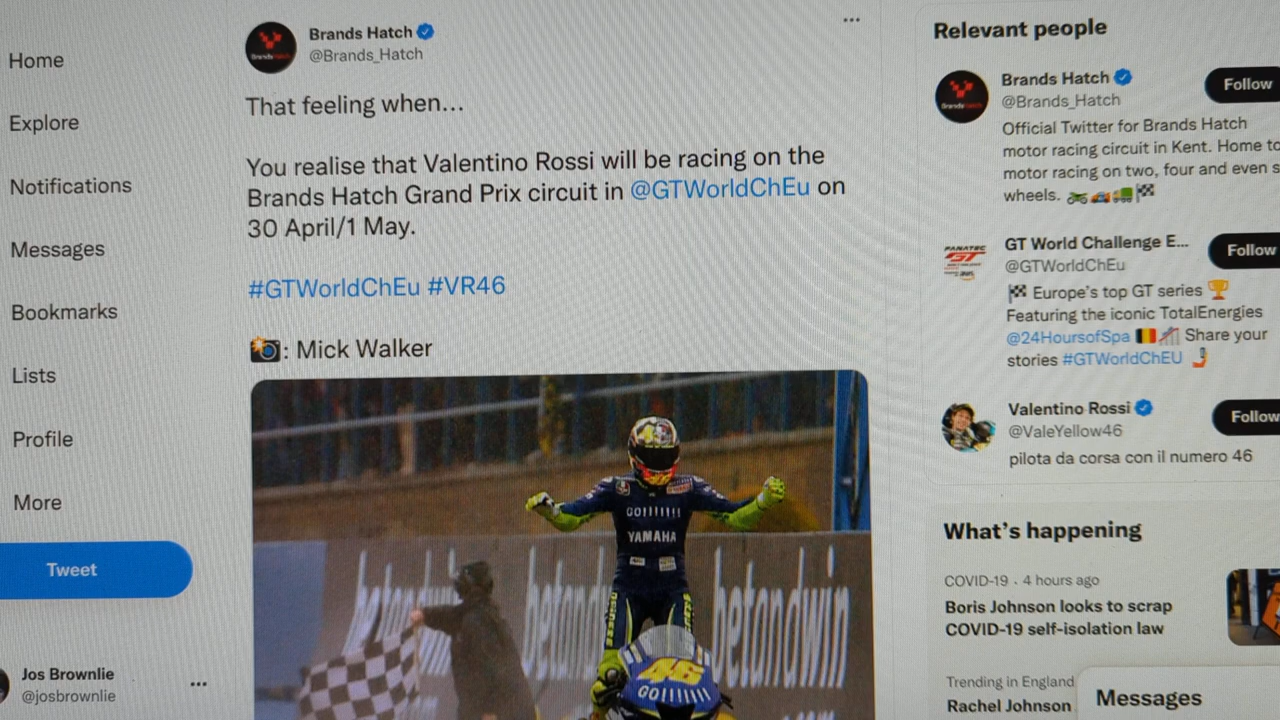 Home
Explore
Notifications
Messages
Bookmarks
Lists
Profile
More
Tweet
Jos Brownlie
@josbrownlie
Brands Hatch
@Brands_Hatch
That feeling when...
You realise that Valentino Rossi will be racing on the
Brands Hatch Grand Prix circuit in @GTWorldChEu on
30 April/1 May.
#GTWorldChEu #VR46
: Mick Walker
GO!!!!!!!
YAMAHA
betandwin
betandwin
betandwin
46
GO!!!!!!!
Relevant people
Brands Hatch
@Brands_Hatch
Follow
Official Twitter for Brands Hatch
motor racing circuit in Kent. Home to
motor racing on two, four and even s
wheels.
FANATEC
GT
GT World Challenge E...
@GTWorldChEu
Follow
Europe's top GT series
Featuring the iconic TotalEnergies
@24HoursofSpa Share your
stories #GTWorldChEU
Valentino Rossi
@ValeYellow46
Follow
pilota da corsa con il numero 46
What's happening
COVID-19 · 4 hours ago
Boris Johnson looks to scrap
COVID-19 self-isolation law
Trending in England
Rachel Johnson
Messages